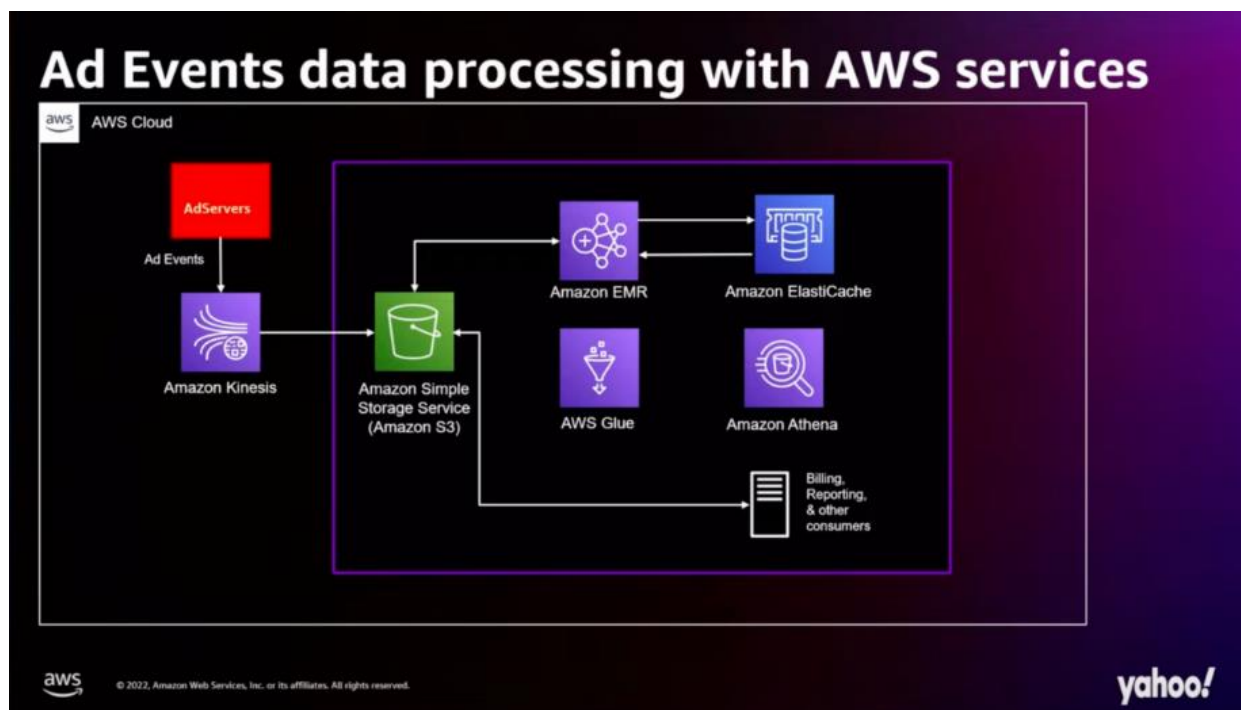 Ad Events data processing with AWS services
aws
AWS Cloud
AdServers
Ad Events
Amazon Kinesis
Amazon Simple
Storage Service
(Amazon S3)
Amazon EMR
Amazon ElastiCache
AWS Glue
Amazon Athena
Billing,
Reporting,
& other
consumers
aws
© 2022, Amazon Web Services, Inc. or its affiliates. All rights reserved.
yahoo!